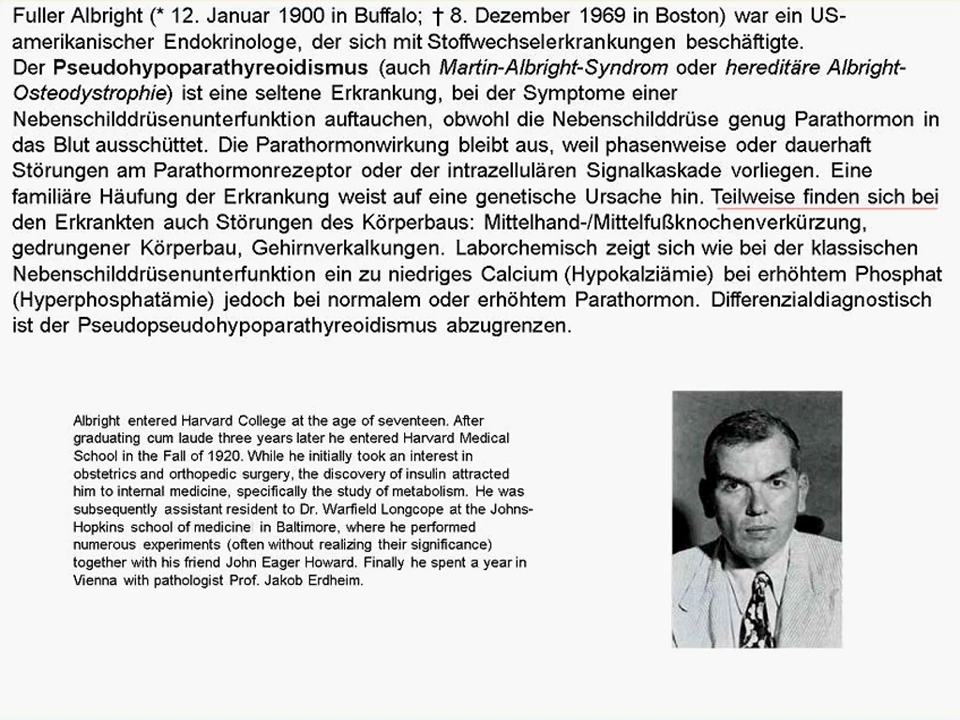 Fuller Albright (* 12. Januar 1900 in Buffalo; † 8. Dezember 1969 in Boston) war ein US-
amerikanischer Endokrinologe, der sich mit Stoffwechselerkrankungen beschäftigte.
Der Pseudohypoparathyreoidismus (auch Martin-Albright-Syndrom oder hereditäre Albright-
Osteodystrophie) ist eine seltene Erkrankung, bei der Symptome einer
Nebenschilddrüsenunterfunktion auftauchen, obwohl die Nebenschilddrüse genug Parathormon in
das Blut ausschüttet. Die Parathormonwirkung bleibt aus, weil phasenweise oder dauerhaft
Störungen am Parathormonrezeptor oder der intrazellulären Signalkaskade vorliegen. Eine
familiäre Häufung der Erkrankung weist auf eine genetische Ursache hin. Teilweise finden sich bei
den Erkrankten auch Störungen des Körperbaus: Mittelhand-/Mittelfußknochenverkürzung,
gedrungener Körperbau, Gehirnverkalkungen. Laborchemisch zeigt sich wie bei der klassischen
Nebenschilddrüsenunterfunktion ein zu niedriges Calcium (Hypokalziämie) bei erhöhtem Phosphat
(Hyperphosphatämie) jedoch bei normalem oder erhöhtem Parathormon. Differenzialdiagnostisch
ist der Pseudopseudohypoparathyreoidismus abzugrenzen.
Albright entered Harvard College at the age of seventeen. After
graduating cum laude three years later he entered Harvard Medical
School in the Fall of 1920. While he initially took an interest in
obstetrics and orthopedic surgery, the discovery of insulin attracted
him to internal medicine, specifically the study of metabolism. He was
subsequently assistant resident to Dr. Warfield Longcope at the Johns-
Hopkins school of medicine in Baltimore, where he performed
numerous experiments (often without realizing their significance)
together with his friend John Eager Howard. Finally he spent a year in
Vienna with pathologist Prof. Jakob Erdheim.